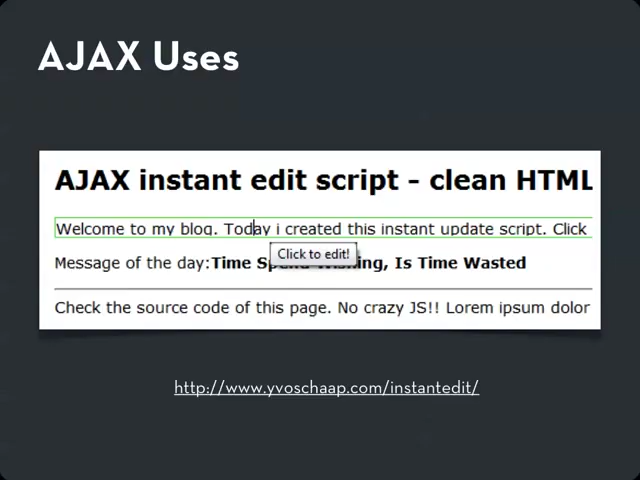 AJAX Uses
AJAX instant edit script - clean HTML
Welcome to my blog. Today i created this instant update script. Click
Click to edit!
Message of the day:Time Spend Wishing, Is Time Wasted
Check the source code of this page. No crazy JS!! Lorem ipsum dolor
http://www.yvoschaap.com/instantedit/